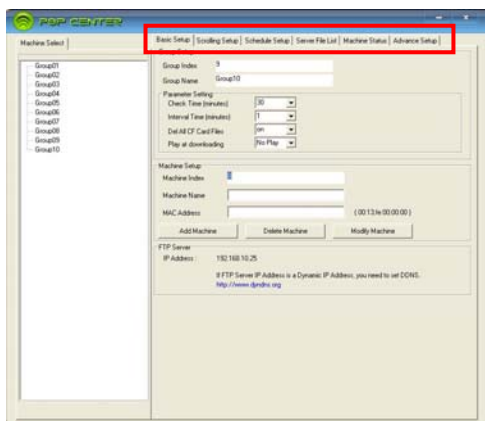 POP CENTER
Machine Select
Basic Setup Scrolling Setup Schedule Setup Server File List Machine Status Advance Setup
Group Setup
Group01
Group02
Group03
Group04
Group05
Group06
Group07
Group08
Group09
Group10
Group Index 9
Group Name Group10
Parameter Setting
Check Time (minutes) 30
Interval Time (minutes) 1
Del All CF Card Files on
Play at downloading No Play
Machine Setup
Machine Index 0
Machine Name
MAC Address ( 00:13:fe:00:00:00 )
Add Machine Delete Machine Modify Machine
FTP Server
IP Address : 192.168.10.25
If FTP Server IP Address is a Dynamic IP Address, you need to set DDNS.
http://www.dyndns.org